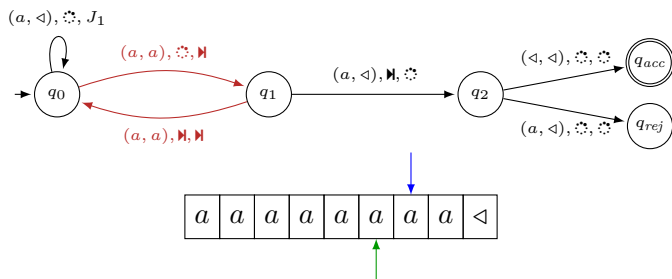 (a, ◁), ◌, J₁
(a, a), ◌, ⏭
(a, a), ⏭, ⏭
(a, ◁), ⏭, ◌
(◁, ◁), ◌, ◌
(a, ◁), ◌, ◌
q₀
q₁
q₂
q_acc
q_rej
a a a a a a a a ◁